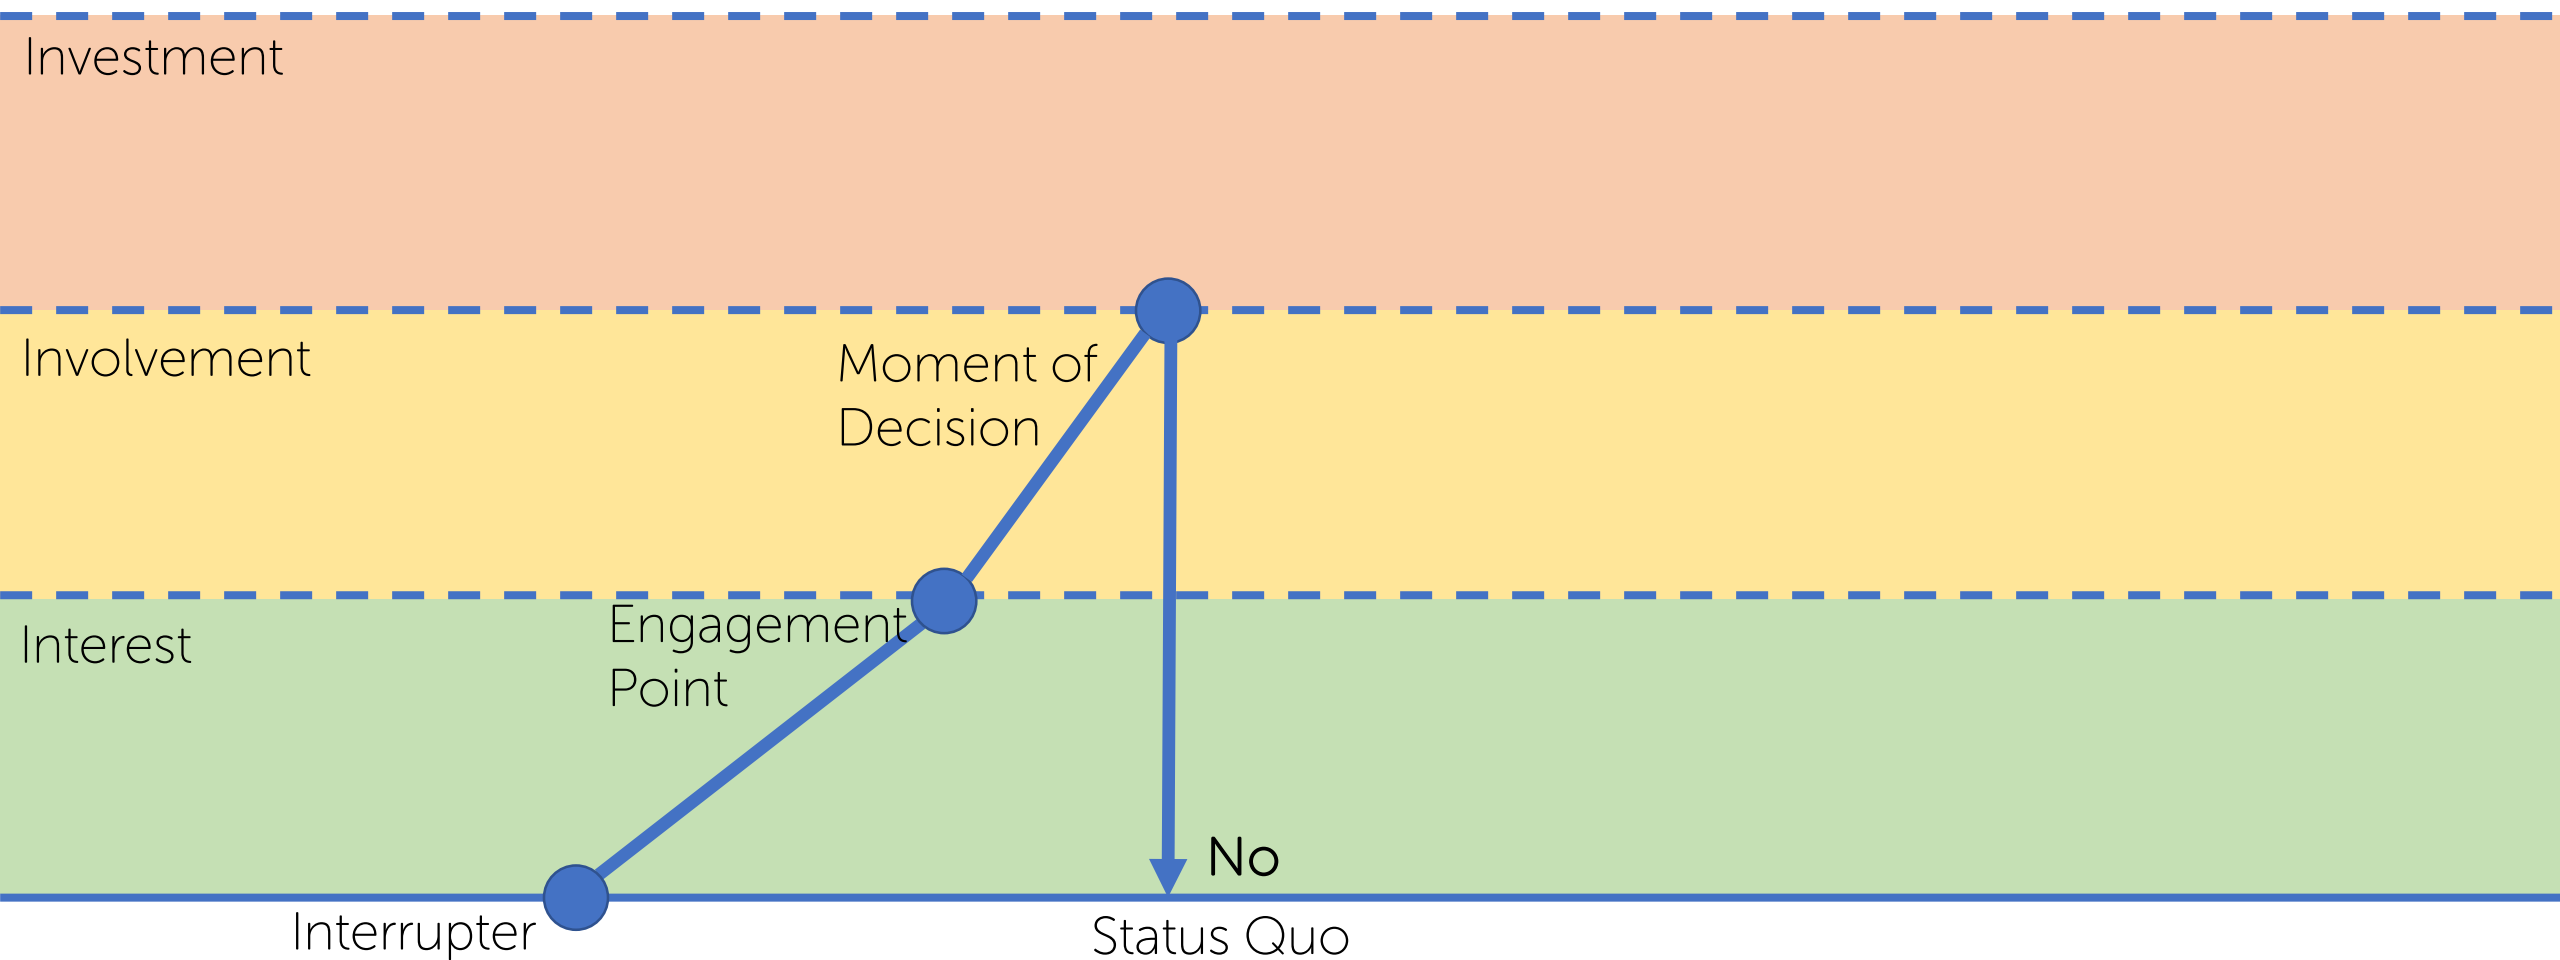 Investment
Involvement
Moment of
Decision
Engagement
Point
Interest
No
Interrupter
Status Quo